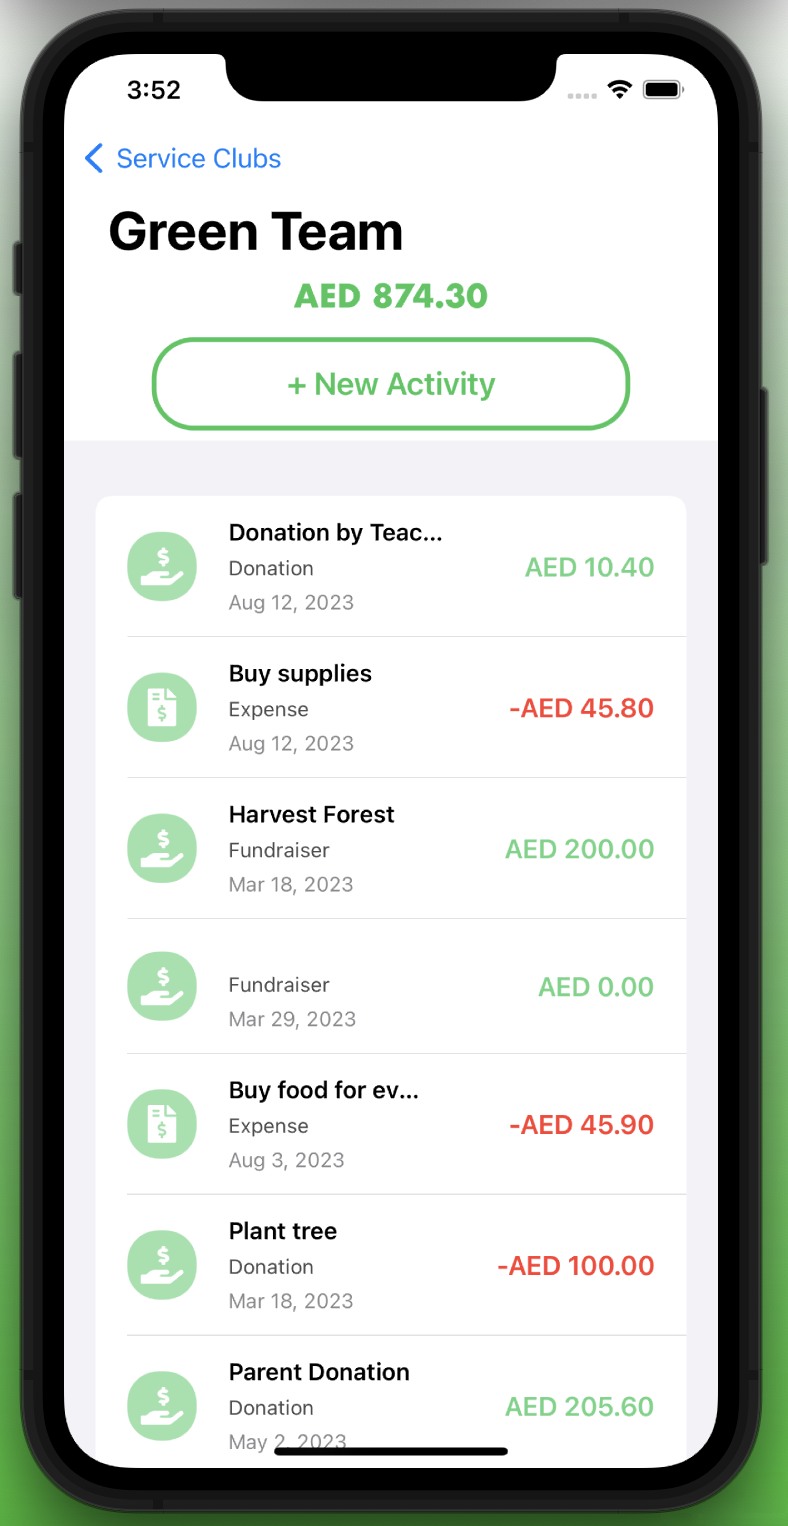 3:52
Service Clubs
Green Team
AED 874.30
+ New Activity
Donation by Teac...
Donation
AED 10.40
Aug 12, 2023
Buy supplies
Expense
-AED 45.80
Aug 12, 2023
Harvest Forest
Fundraiser
AED 200.00
Mar 18, 2023
Fundraiser
AED 0.00
Mar 29, 2023
Buy food for ev...
Expense
-AED 45.90
Aug 3, 2023
Plant tree
Donation
-AED 100.00
Mar 18, 2023
Parent Donation
Donation
AED 205.60
May 2, 2023